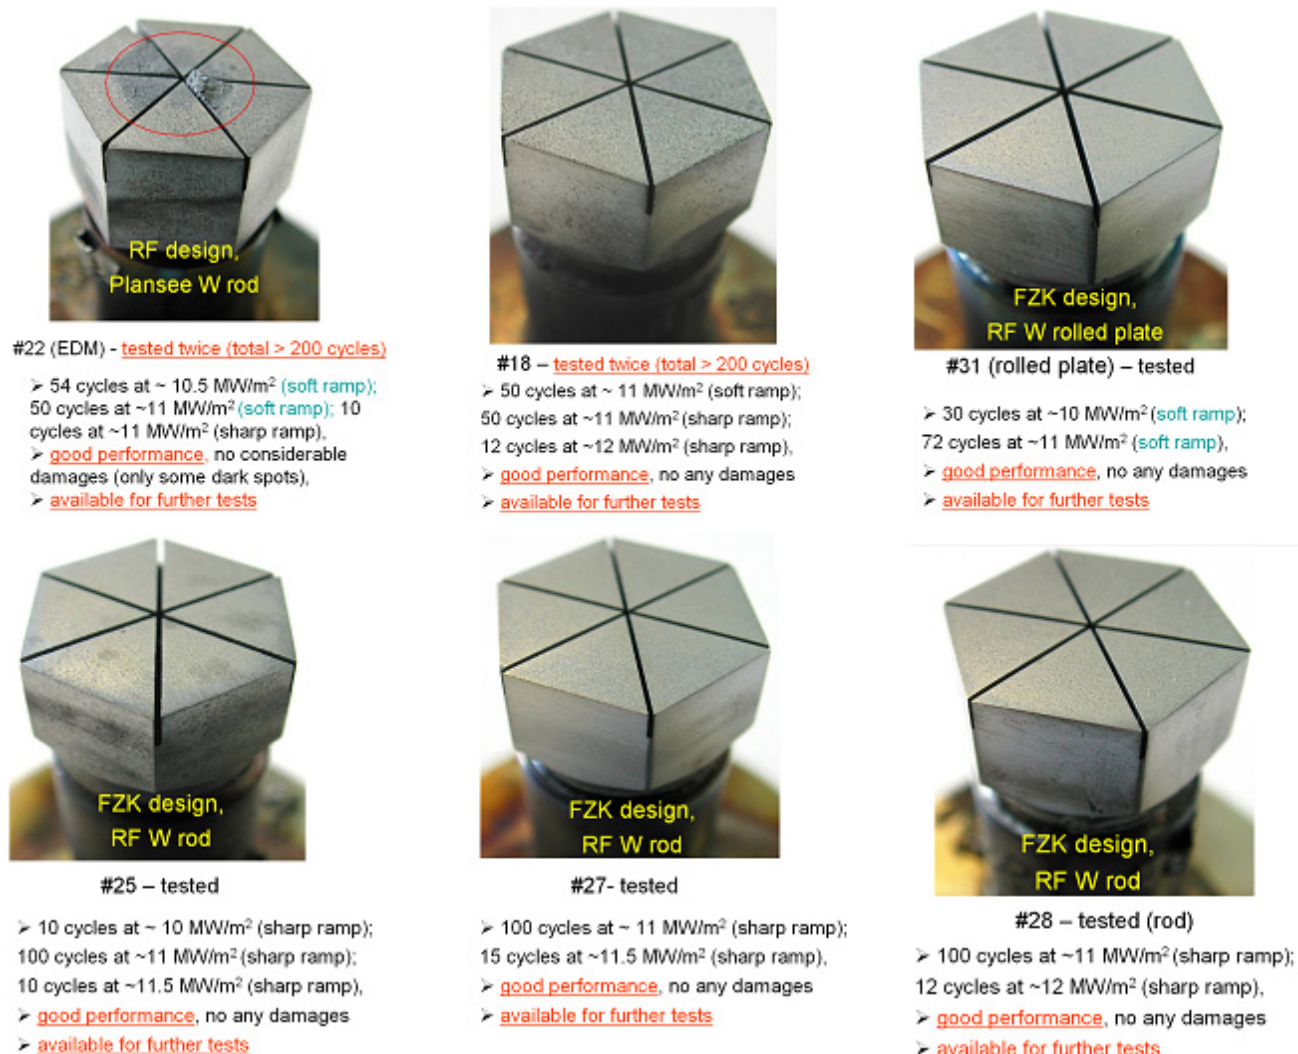 RF design,
Plansee W rod
#22 (EDM) - tested twice (total > 200 cycles)
➢ 54 cycles at ~ 10.5 MW/m² (soft ramp);
50 cycles at ~11 MW/m² (soft ramp); 10
cycles at ~11 MW/m² (sharp ramp),
➢ good performance, no considerable
damages (only some dark spots),
➢ available for further tests
#18 – tested twice (total > 200 cycles)
➢ 50 cycles at ~ 11 MW/m² (soft ramp);
50 cycles at ~11 MW/m² (sharp ramp);
12 cycles at ~12 MW/m² (sharp ramp),
➢ good performance, no any damages
➢ available for further tests
FZK design,
RF W rolled plate
#31 (rolled plate) – tested
➢ 30 cycles at ~10 MW/m² (soft ramp);
72 cycles at ~11 MW/m² (soft ramp),
➢ good performance, no any damages
➢ available for further tests
FZK design,
RF W rod
#25 – tested
➢ 10 cycles at ~ 10 MW/m² (sharp ramp);
100 cycles at ~11 MW/m² (sharp ramp);
10 cycles at ~11.5 MW/m² (sharp ramp),
➢ good performance, no any damages
➢ available for further tests
FZK design,
RF W rod
#27- tested
➢ 100 cycles at ~ 11 MW/m² (sharp ramp);
15 cycles at ~11.5 MW/m² (sharp ramp),
➢ good performance, no any damages
➢ available for further tests
FZK design,
RF W rod
#28 – tested (rod)
➢ 100 cycles at ~11 MW/m² (sharp ramp);
12 cycles at ~12 MW/m² (sharp ramp),
➢ good performance, no any damages
➢ available for further tests